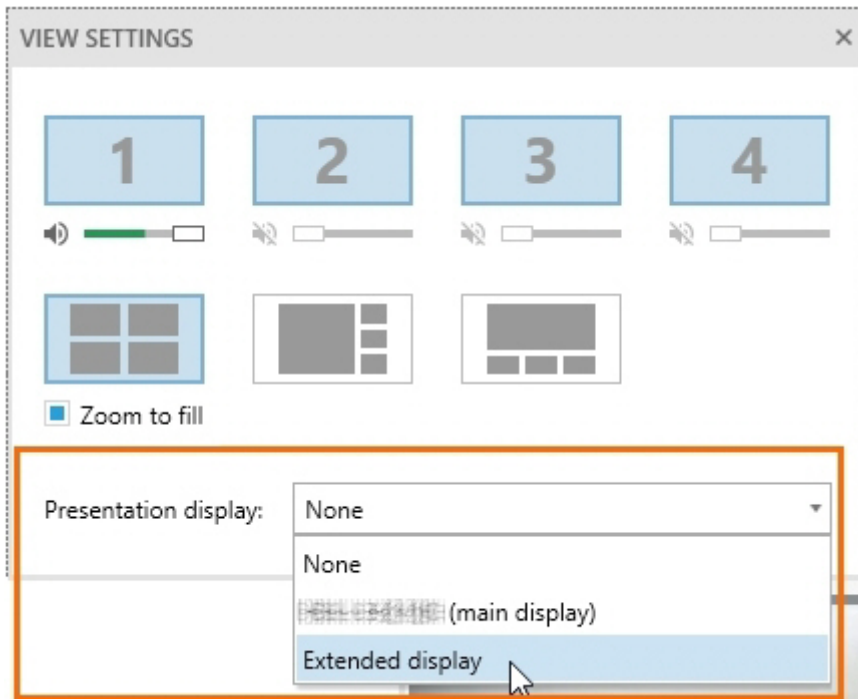 VIEW SETTINGS
1 2 3 4
Zoom to fill
Presentation display: None
None
(main display)
Extended display